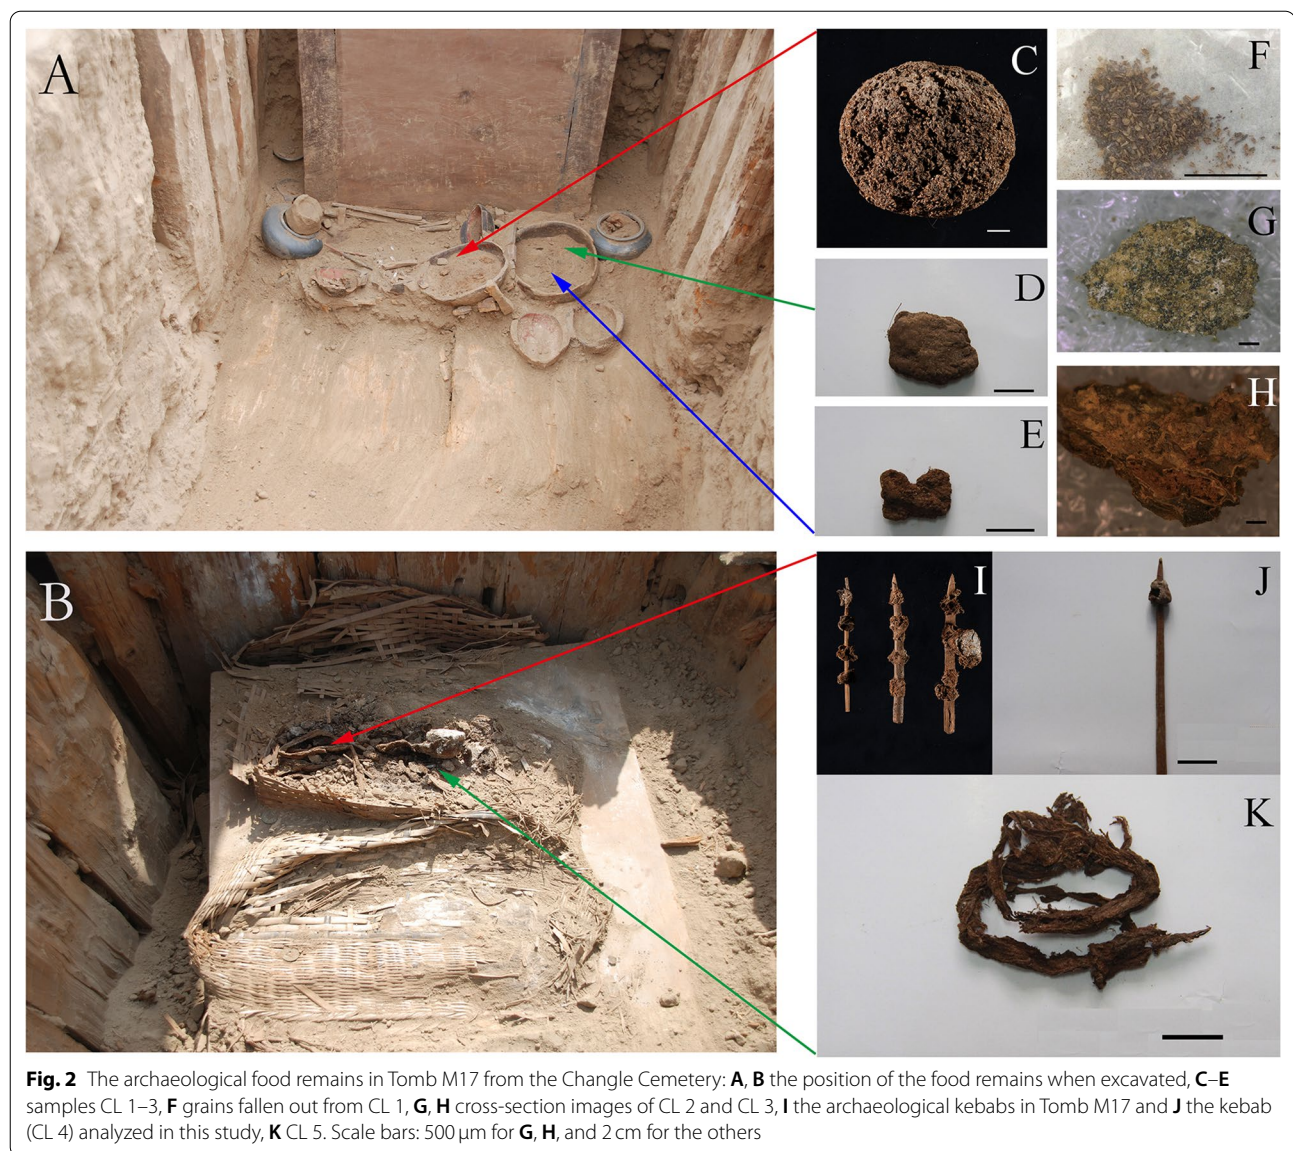 A
B
C
D
E
F
G
H
I
J
K
Fig. 2 The archaeological food remains in Tomb M17 from the Changle Cemetery: A, B the position of the food remains when excavated, C–E
samples CL 1–3, F grains fallen out from CL 1, G, H cross-section images of CL 2 and CL 3, I the archaeological kebabs in Tomb M17 and J the kebab
(CL 4) analyzed in this study, K CL 5. Scale bars: 500 µm for G, H, and 2 cm for the others